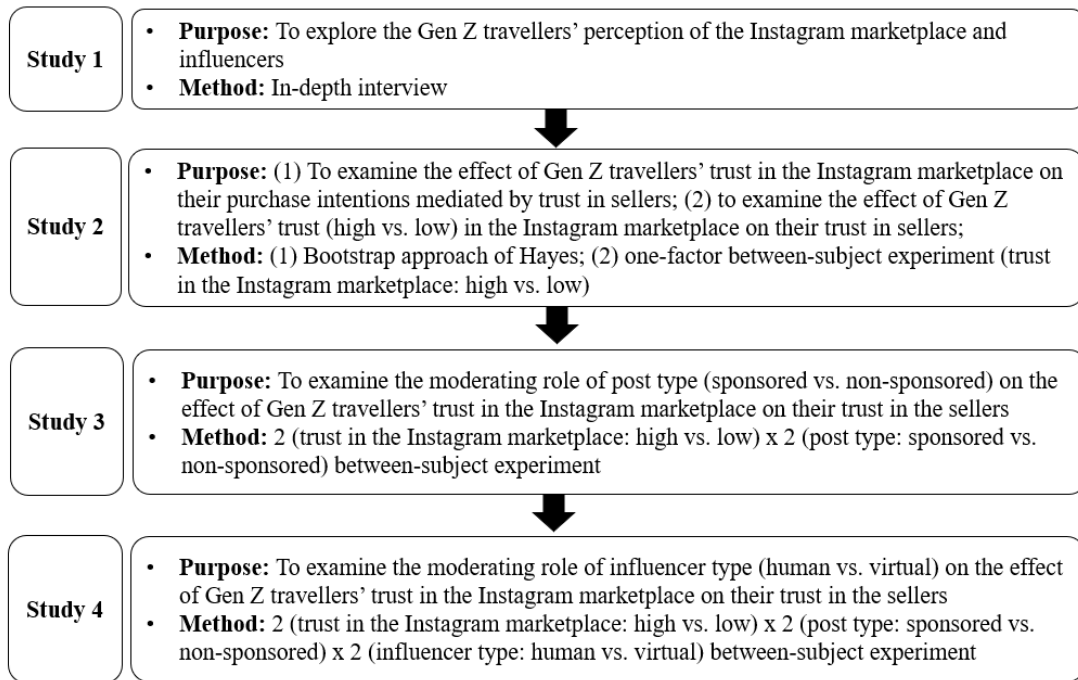 Study 1
• Purpose: To explore the Gen Z travellers’ perception of the Instagram marketplace and
influencers
• Method: In-depth interview
Study 2
• Purpose: (1) To examine the effect of Gen Z travellers’ trust in the Instagram marketplace on
their purchase intentions mediated by trust in sellers; (2) to examine the effect of Gen Z
travellers’ trust (high vs. low) in the Instagram marketplace on their trust in sellers;
• Method: (1) Bootstrap approach of Hayes; (2) one-factor between-subject experiment (trust
in the Instagram marketplace: high vs. low)
Study 3
• Purpose: To examine the moderating role of post type (sponsored vs. non-sponsored) on the
effect of Gen Z travellers’ trust in the Instagram marketplace on their trust in the sellers
• Method: 2 (trust in the Instagram marketplace: high vs. low) x 2 (post type: sponsored vs.
non-sponsored) between-subject experiment
Study 4
• Purpose: To examine the moderating role of influencer type (human vs. virtual) on the effect
of Gen Z travellers’ trust in the Instagram marketplace on their trust in the sellers
• Method: 2 (trust in the Instagram marketplace: high vs. low) x 2 (post type: sponsored vs.
non-sponsored) x 2 (influencer type: human vs. virtual) between-subject experiment